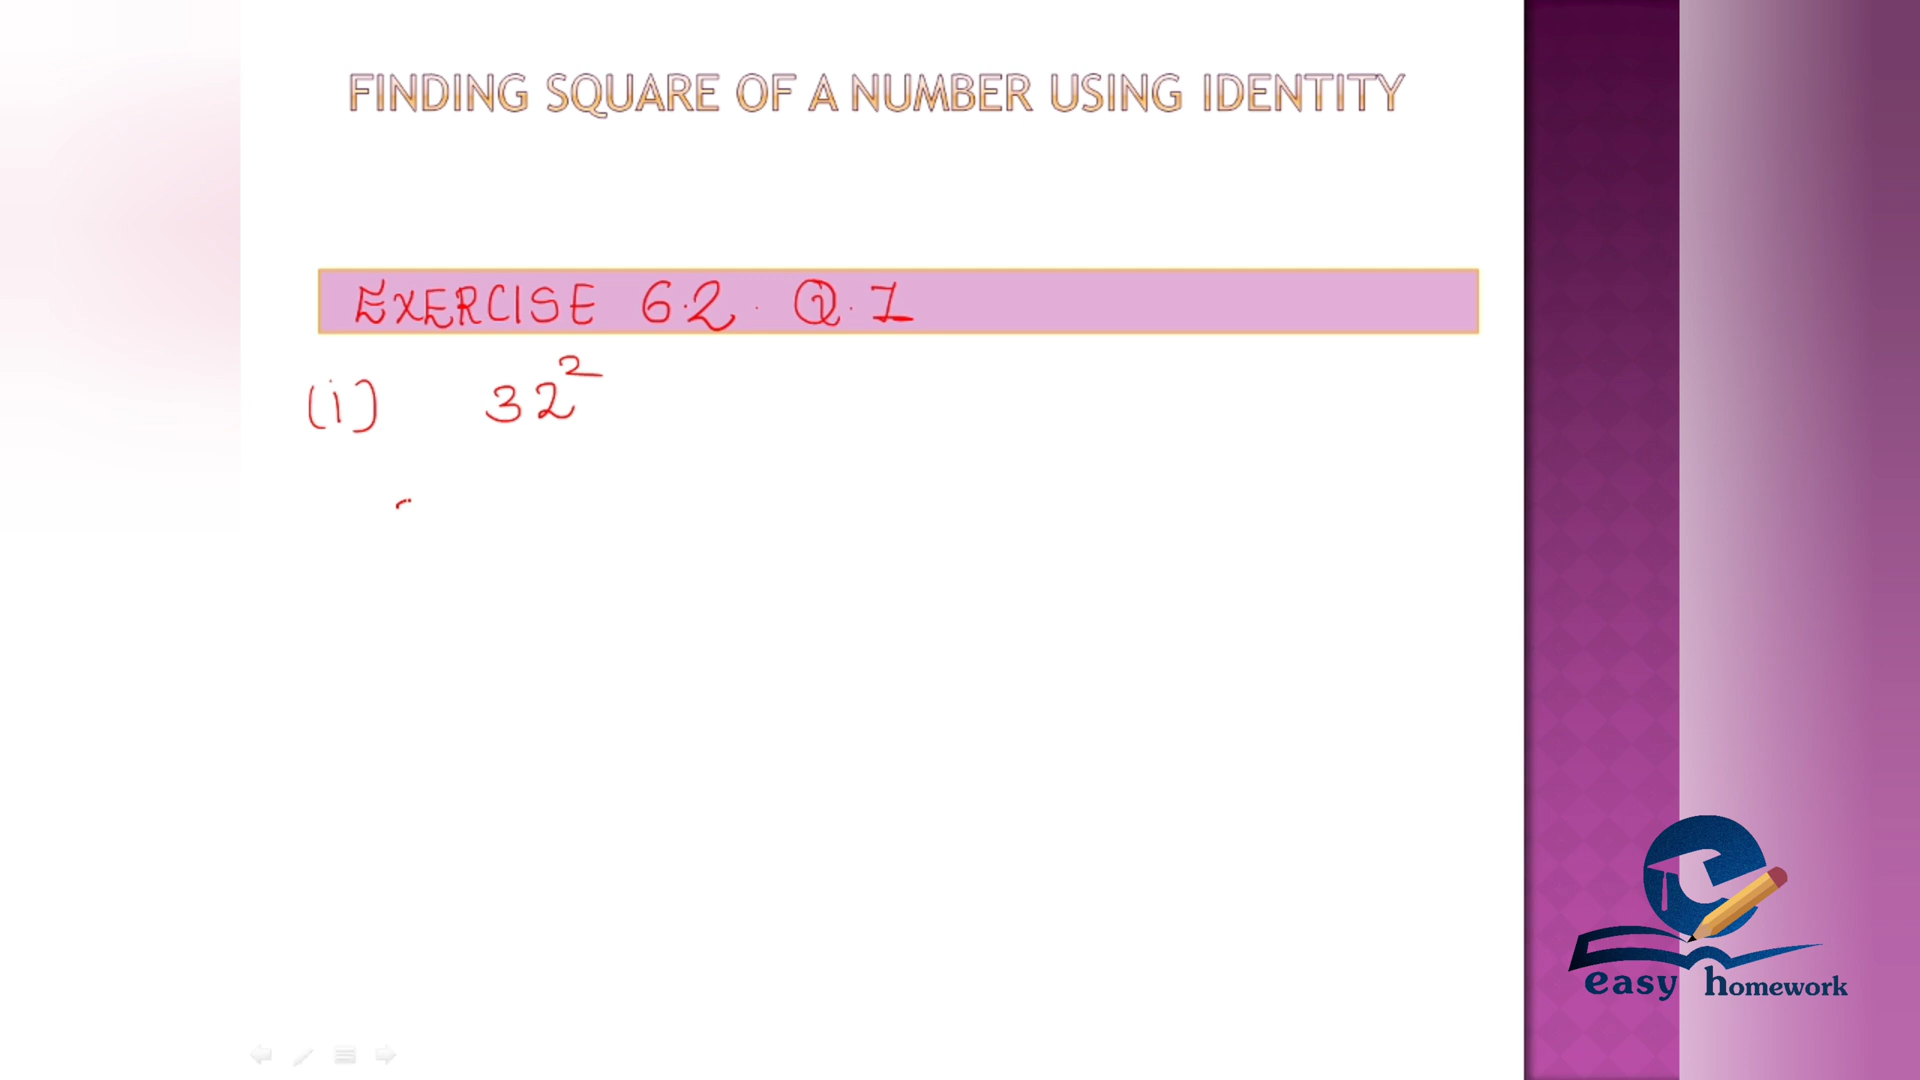 FINDING SQUARE OF A NUMBER USING IDENTITY
EXERCISE 6.2. Q.1
(i) 32²
easy homework